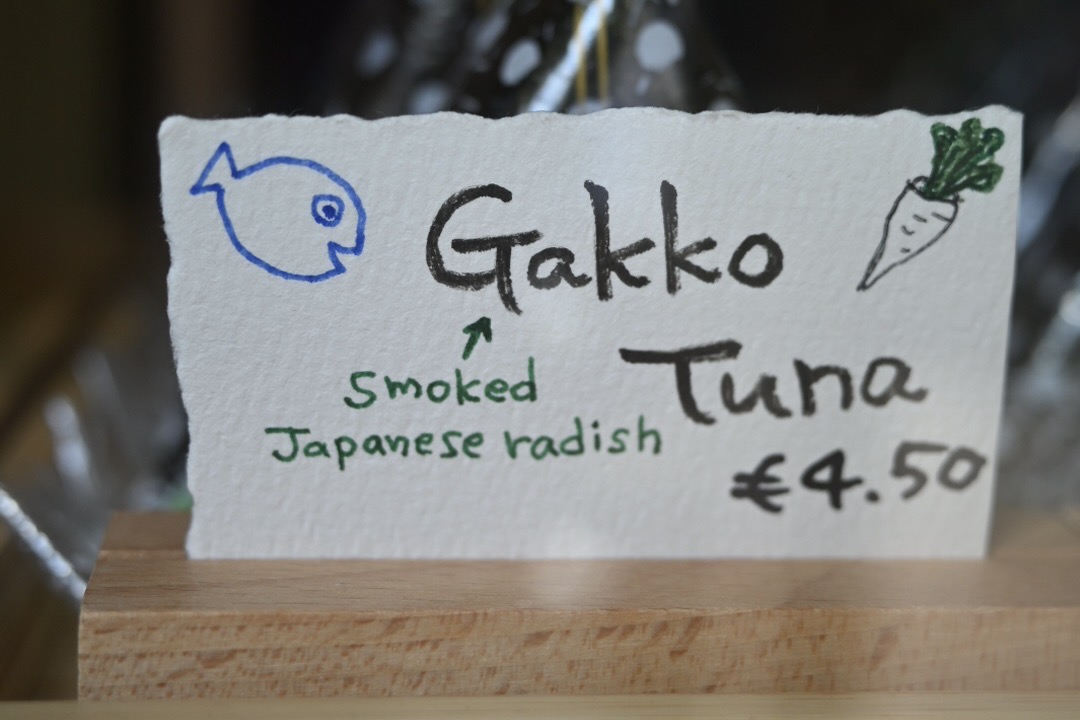 Gakko
Smoked
Japanese radish
Tuna
€4.50